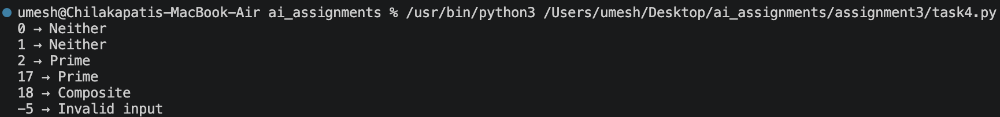 umesh@Chilakapatis-MacBook-Air ai_assignments % /usr/bin/python3 /Users/umesh/Desktop/ai_assignments/assignment3/task4.py
0 → Neither
1 → Neither
2 → Prime
17 → Prime
18 → Composite
-5 → Invalid input